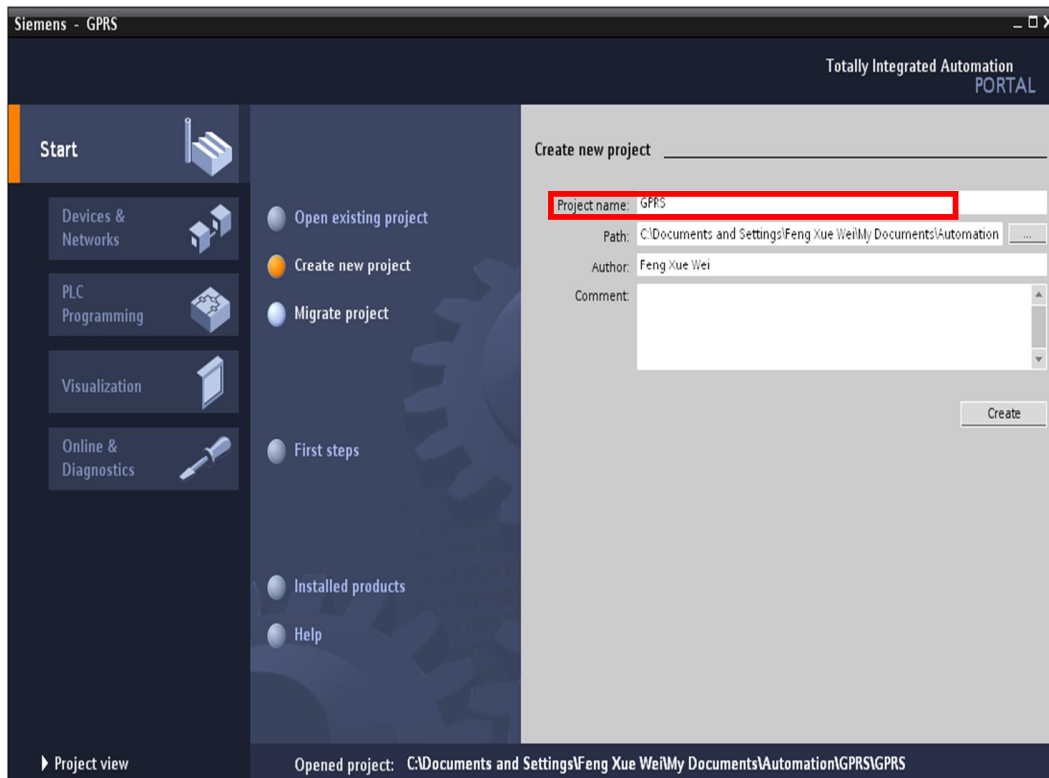 Siemens - GPRS
Totally Integrated Automation
PORTAL
Start
Devices &
Networks
PLC
Programming
Visualization
Online &
Diagnostics
Project view
Open existing project
Create new project
Migrate project
First steps
Installed products
Help
Create new project
Project name: GPRS
Path: C:\Documents and Settings\Feng Xue Wei\My Documents\Automation ...
Author: Feng Xue Wei
Comment:
Create
Opened project: C:\Documents and Settings\Feng Xue Wei\My Documents\Automation\GPRS\GPRS